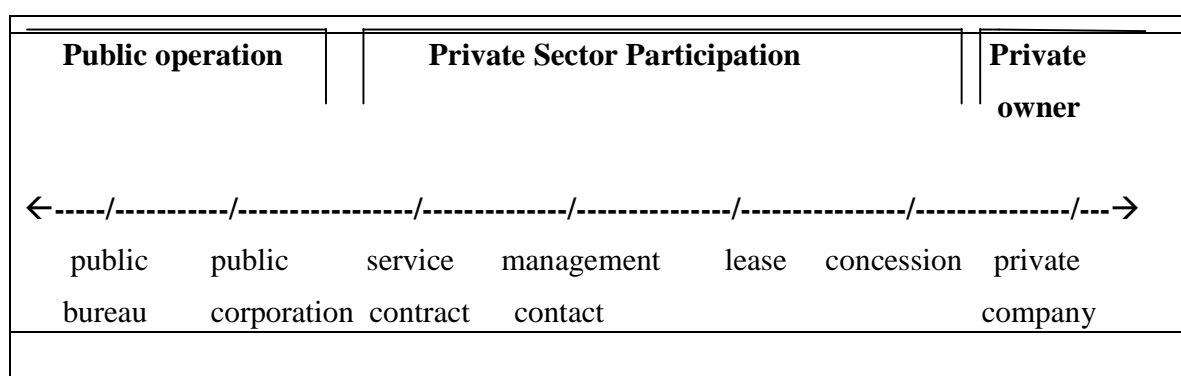 Public operation Private Sector Participation Private
owner
←-----/-----------/-----------------/--------------/---------------/----------------/---------------/---→
public public service management lease concession private
bureau corporation contract contact company